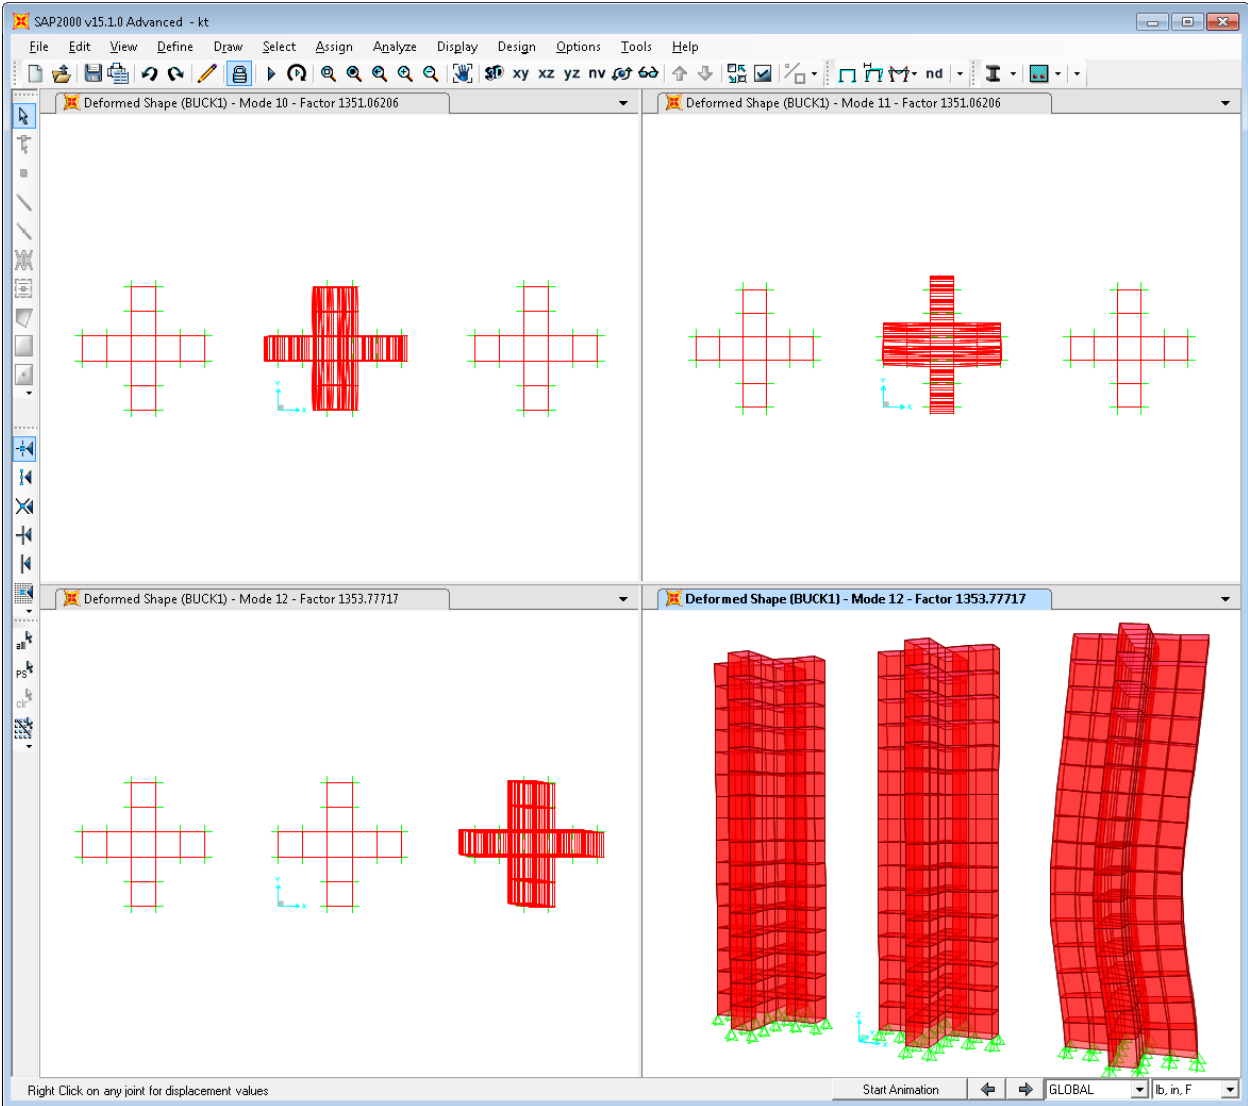 SAP2000 v15.1.0 Advanced - kt
File Edit View Define Draw Select Assign Analyze Display Design Options Tools Help
3D xy xz yz nv nd
Deformed Shape (BUCK1) - Mode 10 - Factor 1351.06206
Deformed Shape (BUCK1) - Mode 11 - Factor 1351.06206
Y
X
Y
X
Deformed Shape (BUCK1) - Mode 12 - Factor 1353.77717
Deformed Shape (BUCK1) - Mode 12 - Factor 1353.77717
all
PS
clr
Y
X
Z
Y
X
Right Click on any joint for displacement values
Start Animation
GLOBAL
lb, in, F